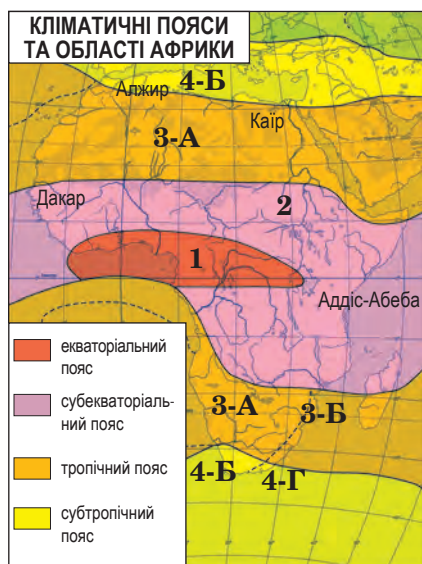 КЛІМАТИЧНІ ПОЯСИ
ТА ОБЛАСТІ АФРИКИ
4-Б
Алжир
Каїр
3-А
Дакар
2
1
Аддіс-Абеба
екваторіальний
пояс
субекваторіаль-
ний пояс
тропічний пояс
субтропічний
пояс
3-А
3-Б
4-Б
4-Г